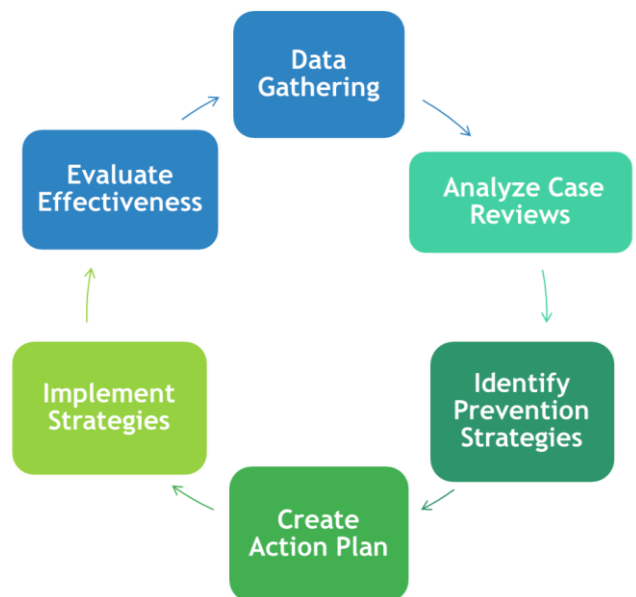 Data
Gathering
Analyze Case
Reviews
Identify
Prevention
Strategies
Create
Action Plan
Implement
Strategies
Evaluate
Effectiveness